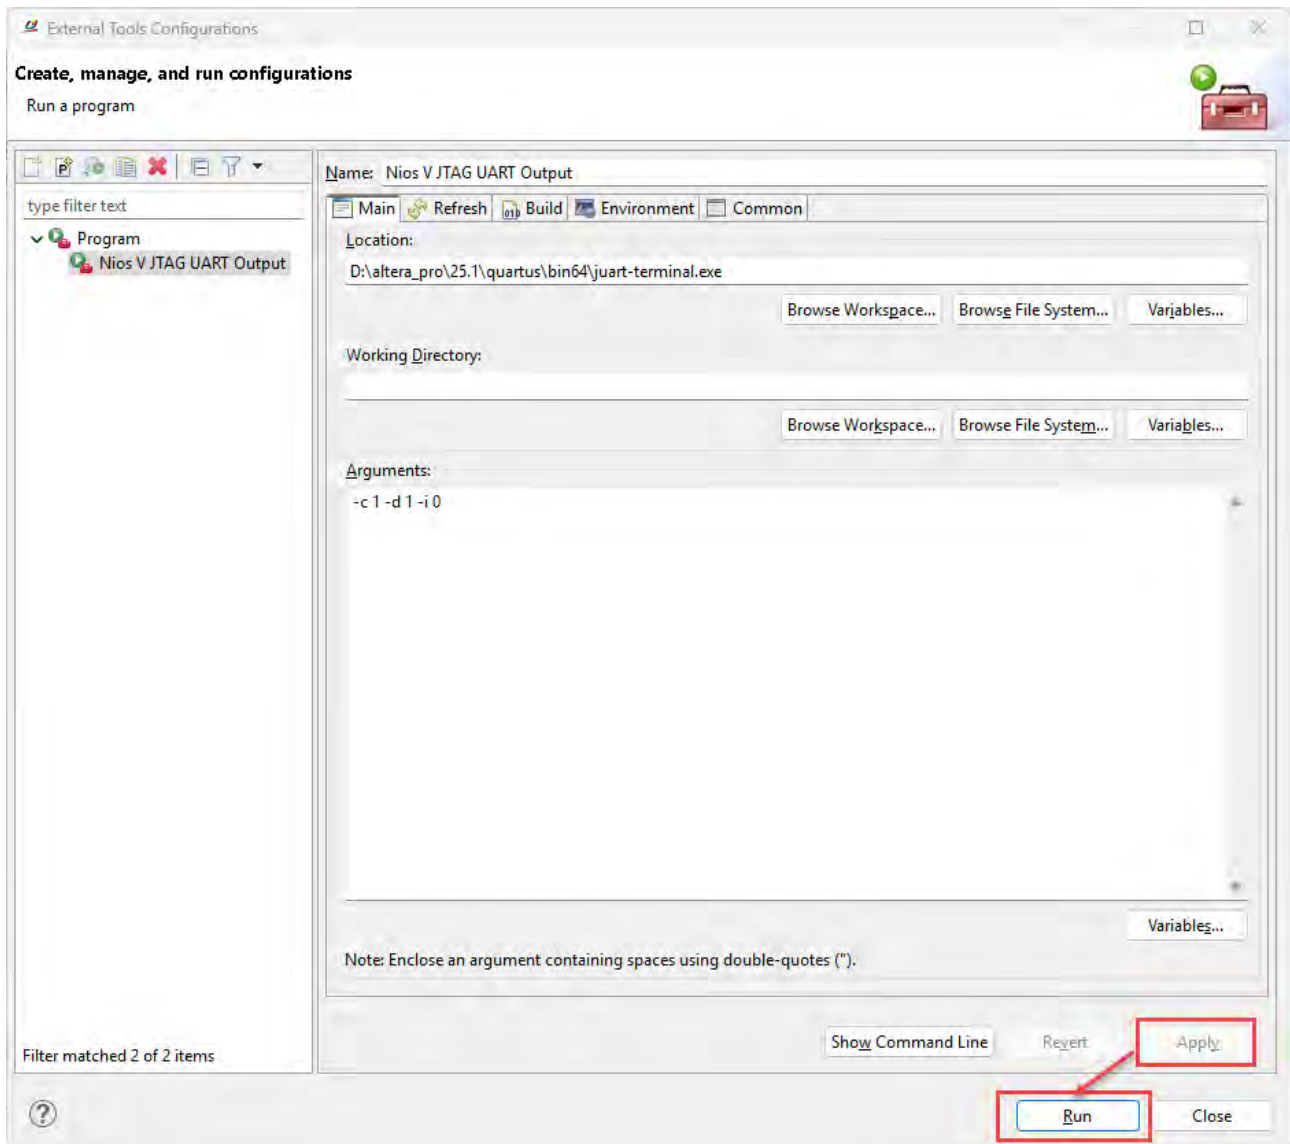 External Tools Configurations
Create, manage, and run configurations
Run a program
type filter text
Program
Nios V JTAG UART Output
Filter matched 2 of 2 items
Name: Nios V JTAG UART Output
Main Refresh Build Environment Common
Location:
D:\altera_pro\25.1\quartus\bin64\juart-terminal.exe
Browse Workspace... Browse File System... Variables...
Working Directory:
Browse Workspace... Browse File System... Variables...
Arguments:
-c 1 -d 1 -i 0
Variables...
Note: Enclose an argument containing spaces using double-quotes (").
Show Command Line Revert Apply
Run Close